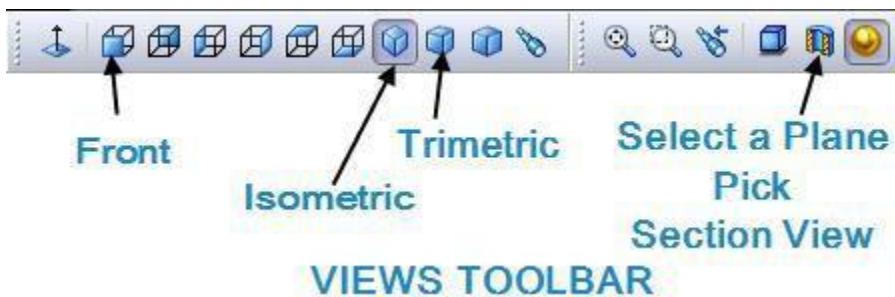 Front
Isometric
Trimetric
Select a Plane
Pick
Section View
VIEWS TOOLBAR